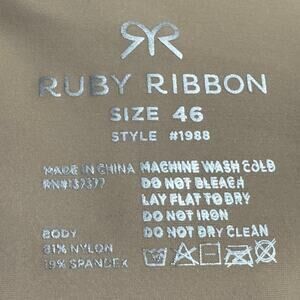 RUBY RIBBON
SIZE 46
STYLE #1988
MADE IN CHINA
RN#137377
MACHINE WASH COLD
DO NOT BLEACH
LAY FLAT TO DRY
DO NOT IRON
DO NOT DRY CLEAN
BODY
81% NYLON
19% SPANDEX